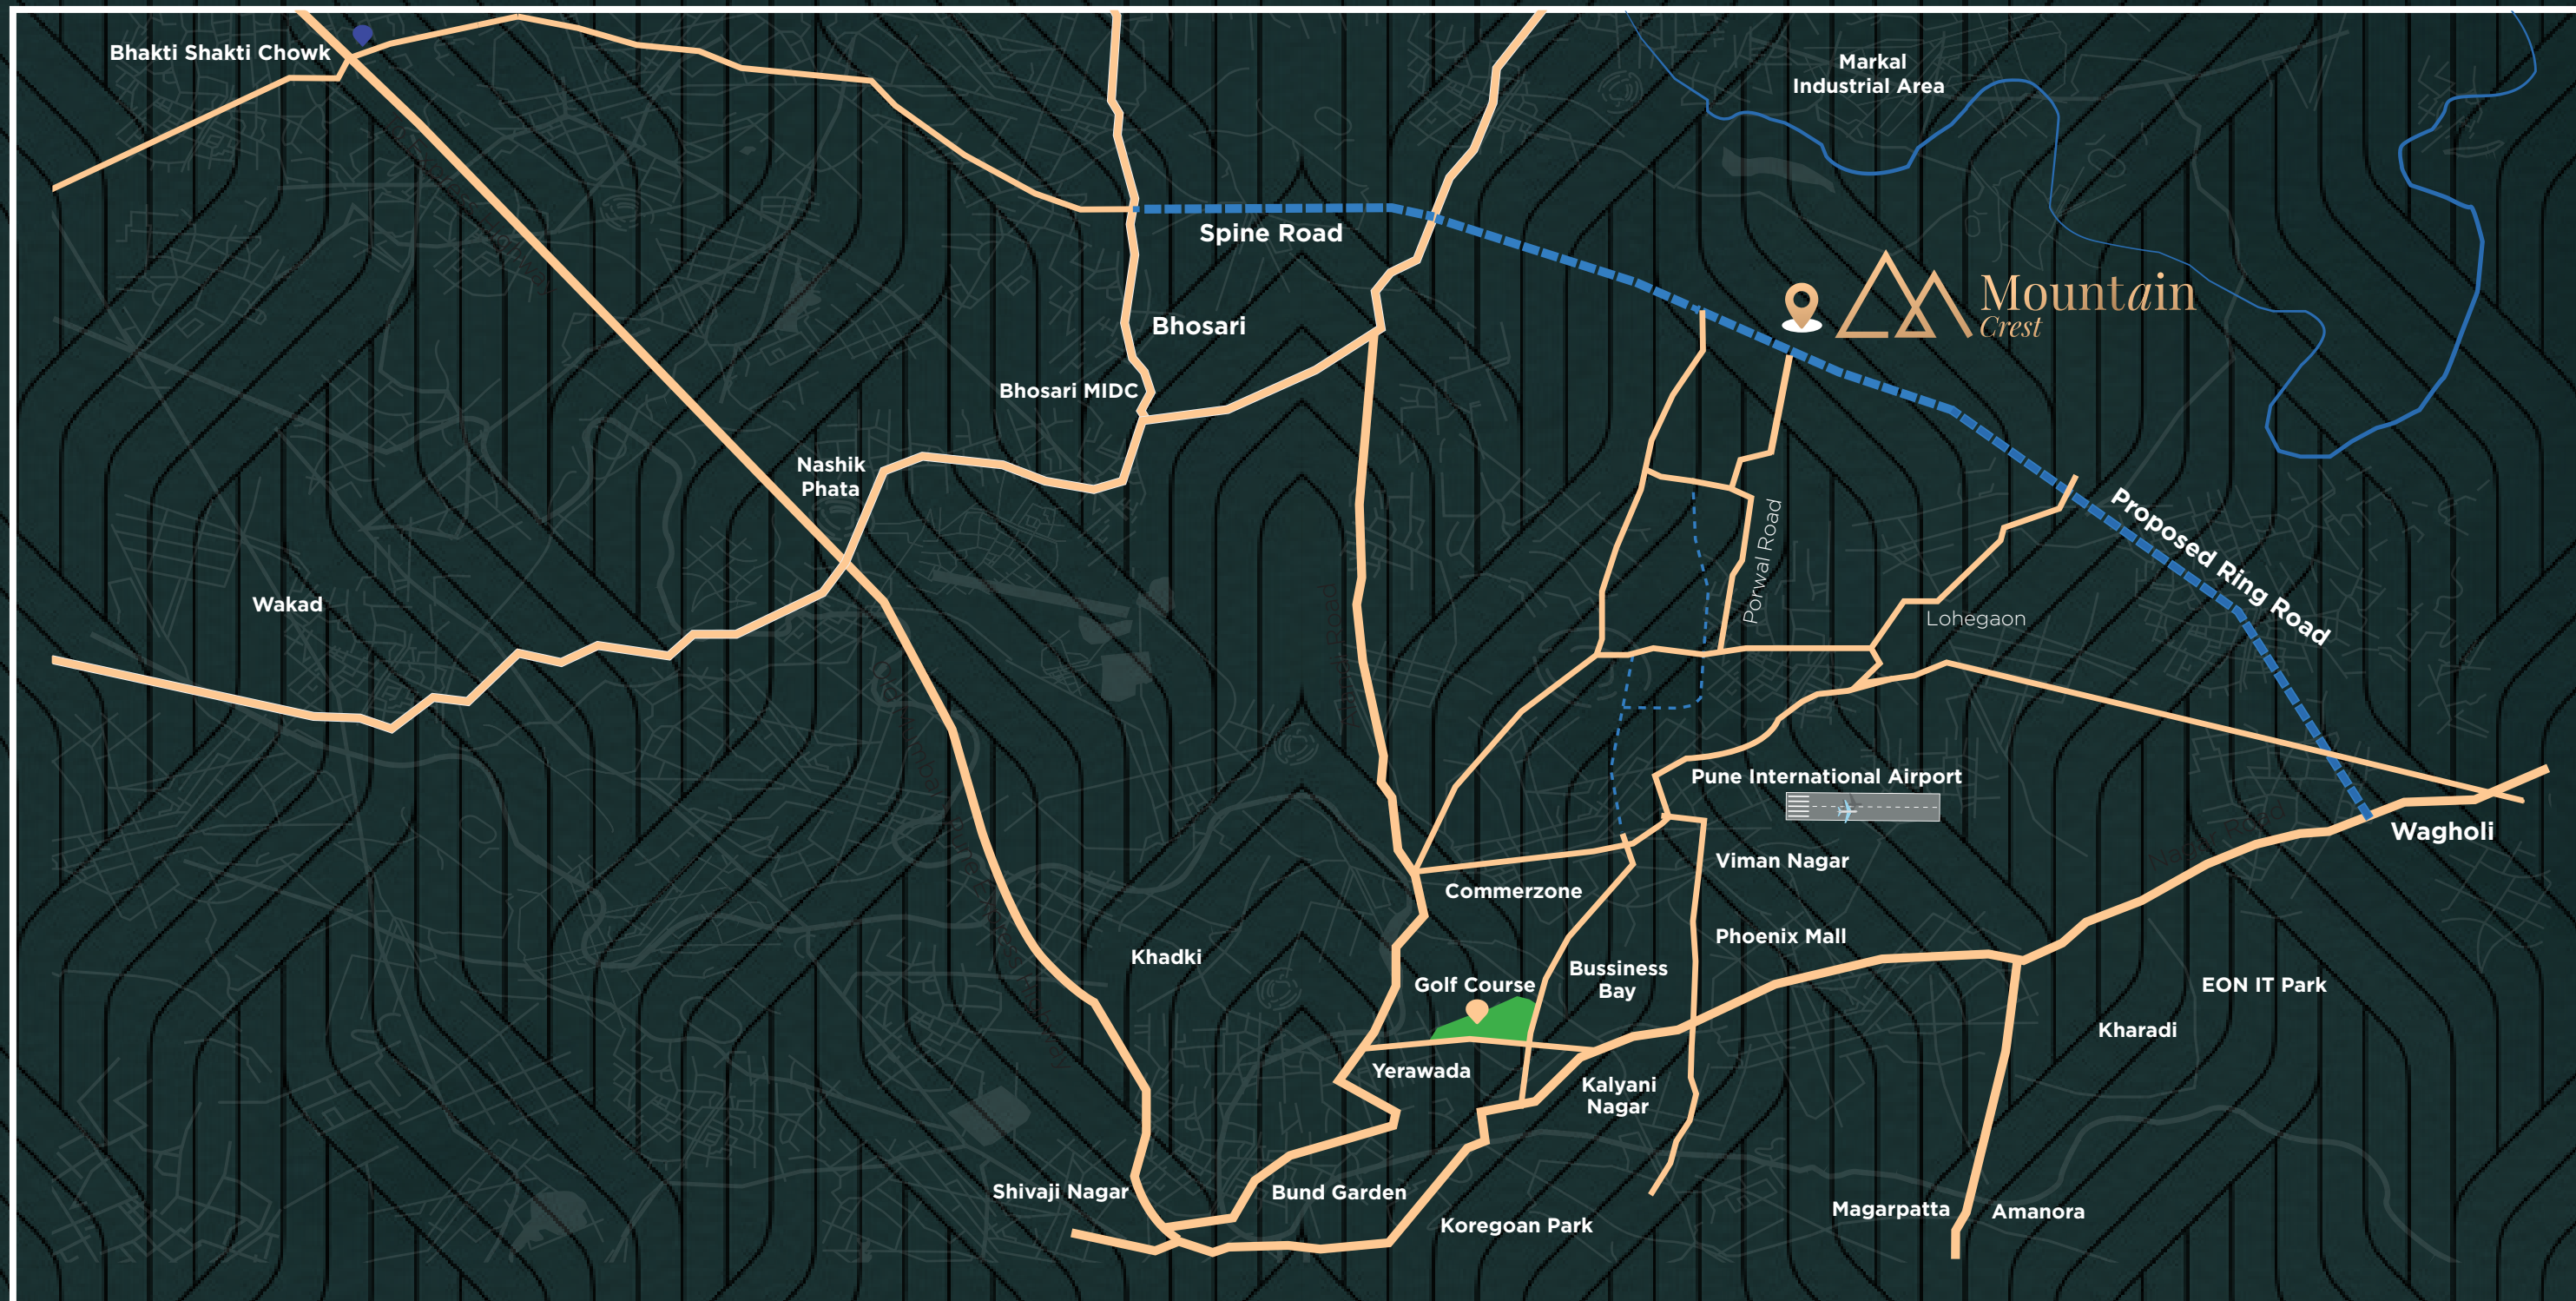 Bhakti Shakti Chowk
Markal
Industrial Area
Spine Road
Mountain
Crest
Bhosari
Bhosari MIDC
Nashik
Phata
Proposed Ring Road
Porwal Road
Wakad
Lohegaon
Pune International Airport
Wagholi
Viman Nagar
Commerzone
Phoenix Mall
Khadki
Bussiness
Bay
Golf Course
EON IT Park
Kharadi
Yerawada
Kalyani
Nagar
Shivaji Nagar
Bund Garden
Koregoan Park
Magarpatta
Amanora